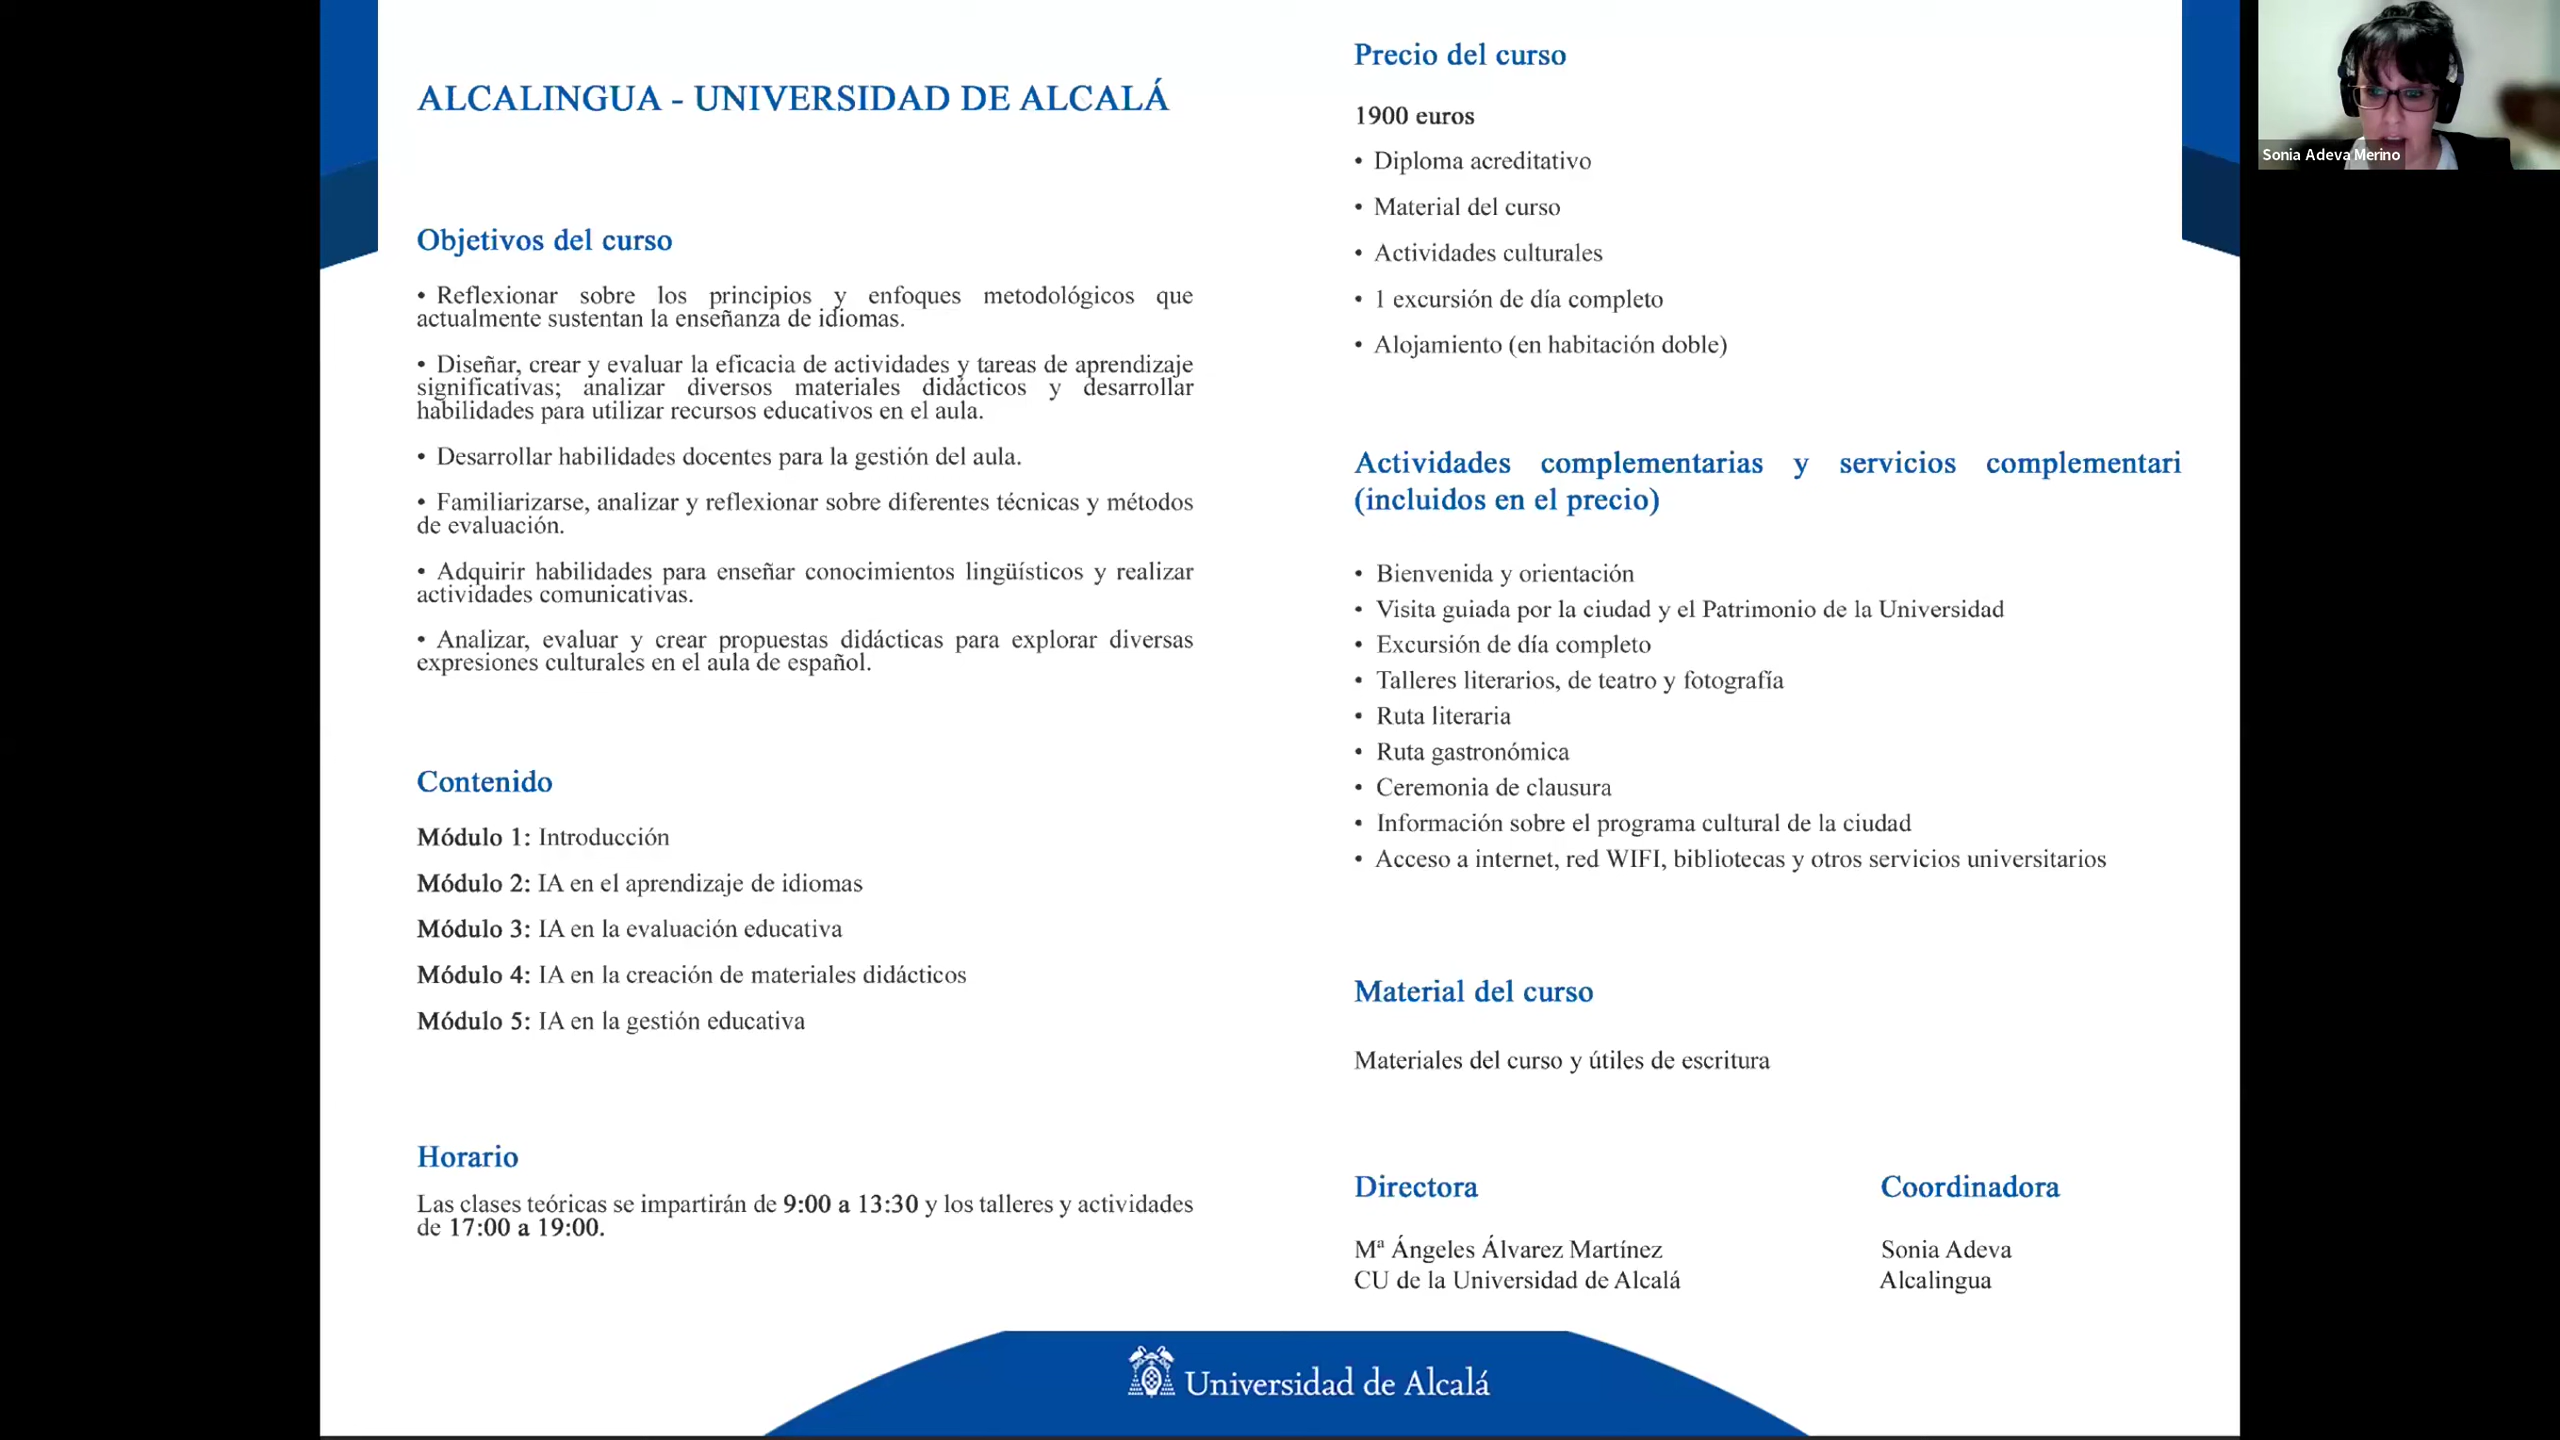 ALCALINGUA - UNIVERSIDAD DE ALCALÁ
Objetivos del curso
• Reflexionar sobre los principios y enfoques metodológicos que
actualmente sustentan la enseñanza de idiomas.
• Diseñar, crear y evaluar la eficacia de actividades y tareas de aprendizaje
significativas; analizar diversos materiales didácticos y desarrollar
habilidades para utilizar recursos educativos en el aula.
• Desarrollar habilidades docentes para la gestión del aula.
• Familiarizarse, analizar y reflexionar sobre diferentes técnicas y métodos
de evaluación.
• Adquirir habilidades para enseñar conocimientos lingüísticos y realizar
actividades comunicativas.
• Analizar, evaluar y crear propuestas didácticas para explorar diversas
expresiones culturales en el aula de español.
Contenido
Módulo 1: Introducción
Módulo 2: IA en el aprendizaje de idiomas
Módulo 3: IA en la evaluación educativa
Módulo 4: IA en la creación de materiales didácticos
Módulo 5: IA en la gestión educativa
Horario
Las clases teóricas se impartirán de 9:00 a 13:30 y los talleres y actividades
de 17:00 a 19:00.
Precio del curso
1900 euros
• Diploma acreditativo
• Material del curso
• Actividades culturales
• 1 excursión de día completo
• Alojamiento (en habitación doble)
Actividades complementarias y servicios complementari
(incluidos en el precio)
• Bienvenida y orientación
• Visita guiada por la ciudad y el Patrimonio de la Universidad
• Excursión de día completo
• Talleres literarios, de teatro y fotografía
• Ruta literaria
• Ruta gastronómica
• Ceremonia de clausura
• Información sobre el programa cultural de la ciudad
• Acceso a internet, red WIFI, bibliotecas y otros servicios universitarios
Material del curso
Materiales del curso y útiles de escritura
Directora
Mª Ángeles Álvarez Martínez
CU de la Universidad de Alcalá
Coordinadora
Sonia Adeva
Alcalingua
Universidad de Alcalá
Sonia Adeva Merino